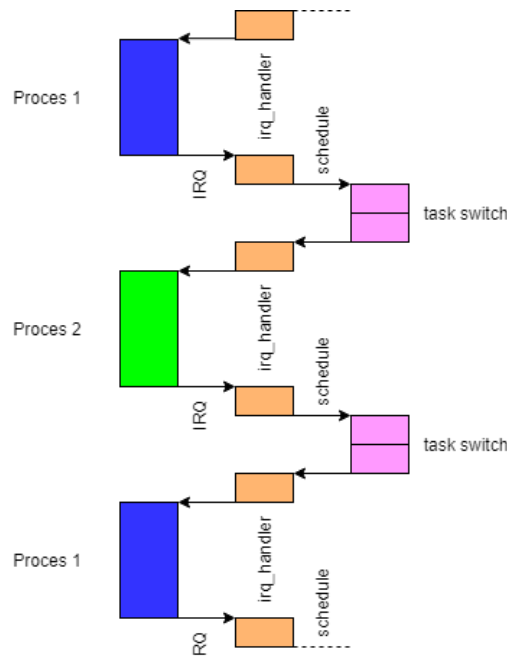 irq_handler
Proces 1
IRQ
schedule
task switch
irq_handler
Proces 2
IRQ
schedule
task switch
irq_handler
Proces 1
RQ
schedule